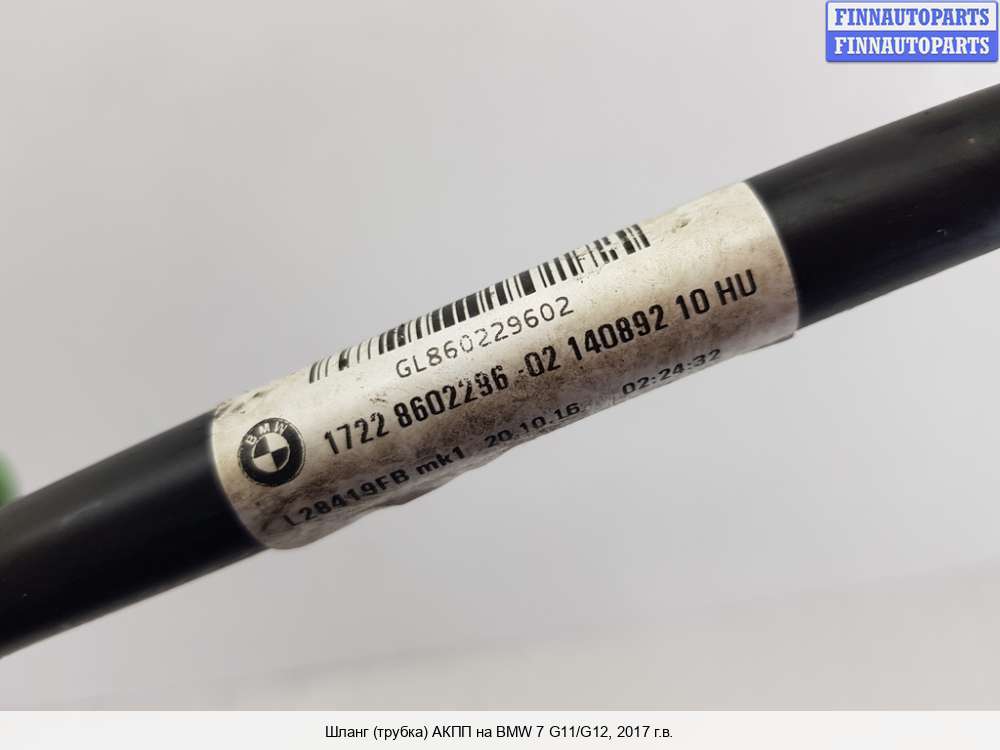 FINNAUTOPARTS
FINNAUTOPARTS
GL860229602
1722 8602296-02 140892 10 HU
BMW
L28419FB mk1 20.10.16 02:24:32
Шланг (трубка) АКПП на BMW 7 G11/G12, 2017 г.в.